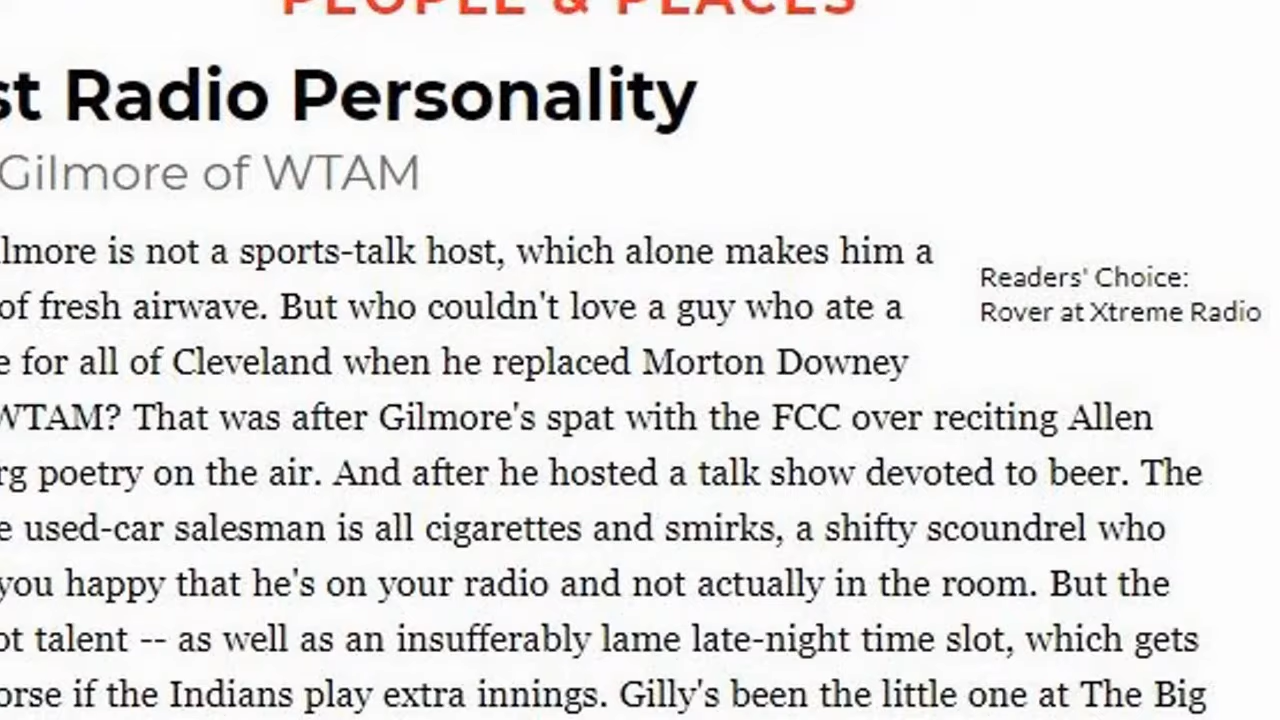 PEOPLE & PLACES
st Radio Personality
Gilmore of WTAM
lmore is not a sports-talk host, which alone makes him a
of fresh airwave. But who couldn't love a guy who ate a
e for all of Cleveland when he replaced Morton Downey
WTAM? That was after Gilmore's spat with the FCC over reciting Allen
rg poetry on the air. And after he hosted a talk show devoted to beer. The
e used-car salesman is all cigarettes and smirks, a shifty scoundrel who
you happy that he's on your radio and not actually in the room. But the
ot talent -- as well as an insufferably lame late-night time slot, which gets
orse if the Indians play extra innings. Gilly's been the little one at The Big
Readers' Choice:
Rover at Xtreme Radio